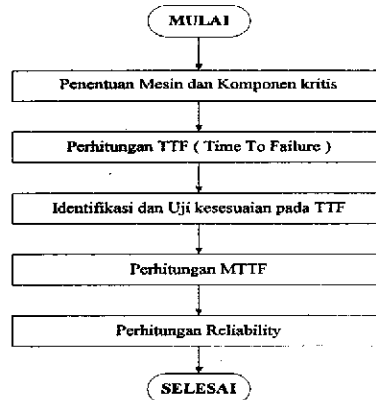 MULAI
Penentuan Mesin dan Komponen kritis
Perhitungan TTF ( Time To Failure )
Identifikasi dan Uji kesesuaian pada TTF
Perhitungan MTTF
Perhitungan Reliability
SELESAI